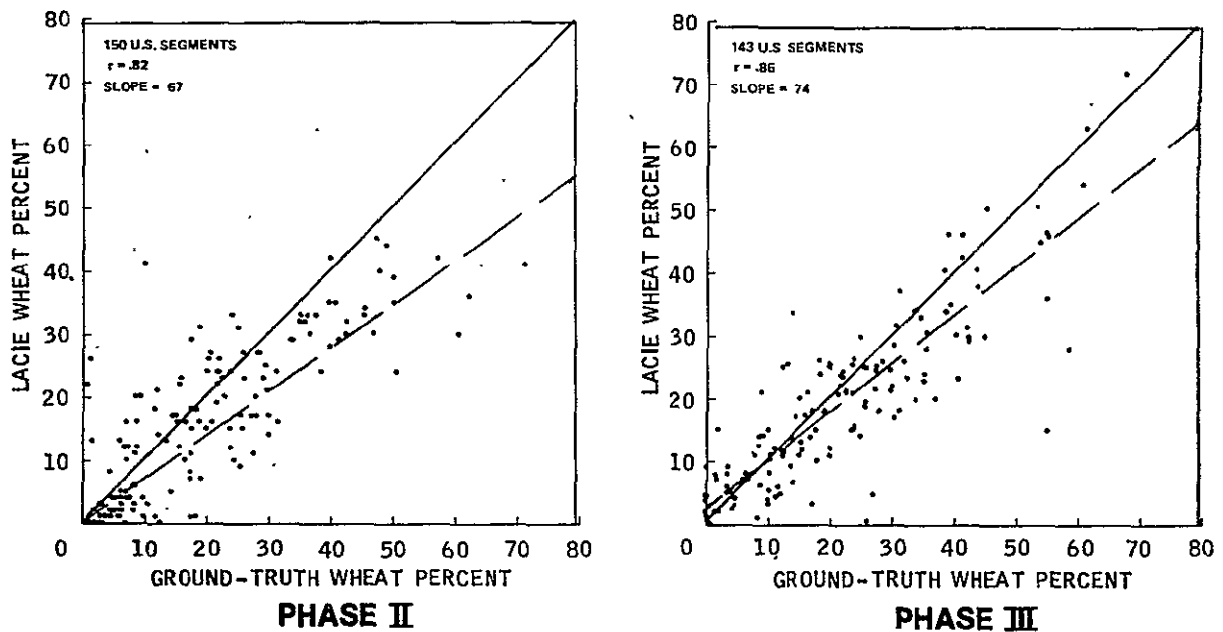 80
70
60
50
40
30
20
10
0
LACIE WHEAT PERCENT
150 U.S. SEGMENTS
r = .82
SLOPE = 67
10 20 30 40 50 60 70 80
GROUND-TRUTH WHEAT PERCENT
PHASE II
80
70
60
50
40
30
20
10
0
LACIE WHEAT PERCENT
143 U.S SEGMENTS
r = .86
SLOPE = 74
10 20 30 40 50 60 70 80
GROUND-TRUTH WHEAT PERCENT
PHASE III